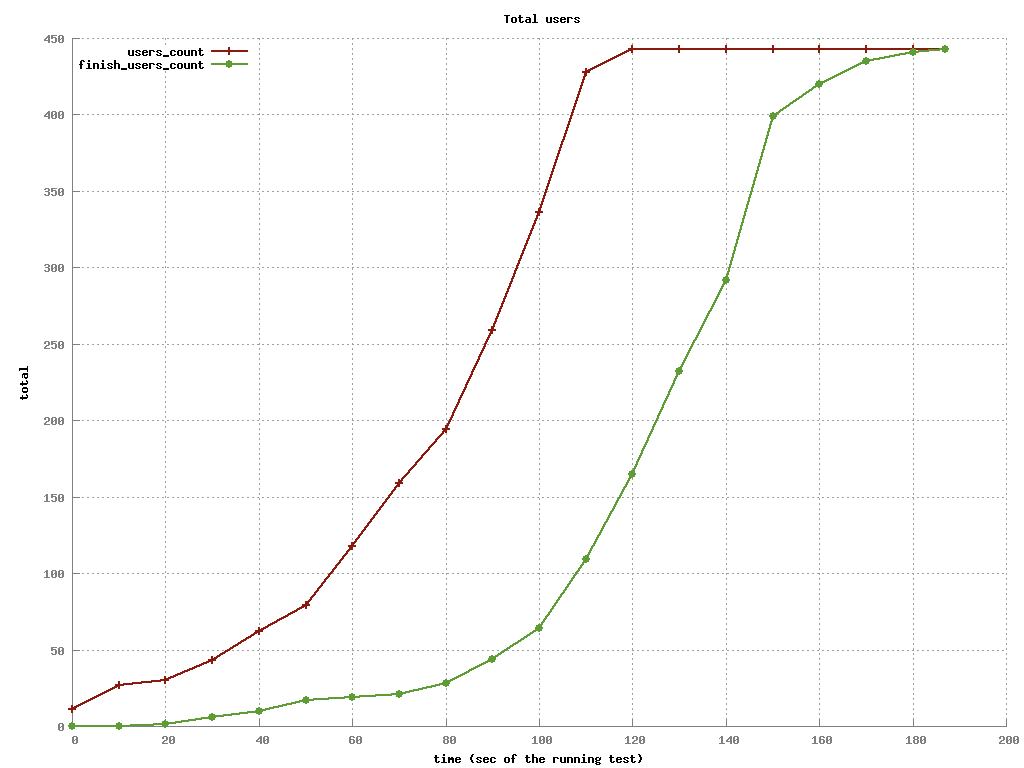 Total users
users_count
finish_users_count
450
400
350
300
250
200
150
100
50
0
total
0 20 40 60 80 100 120 140 160 180 200
time (sec of the running test)